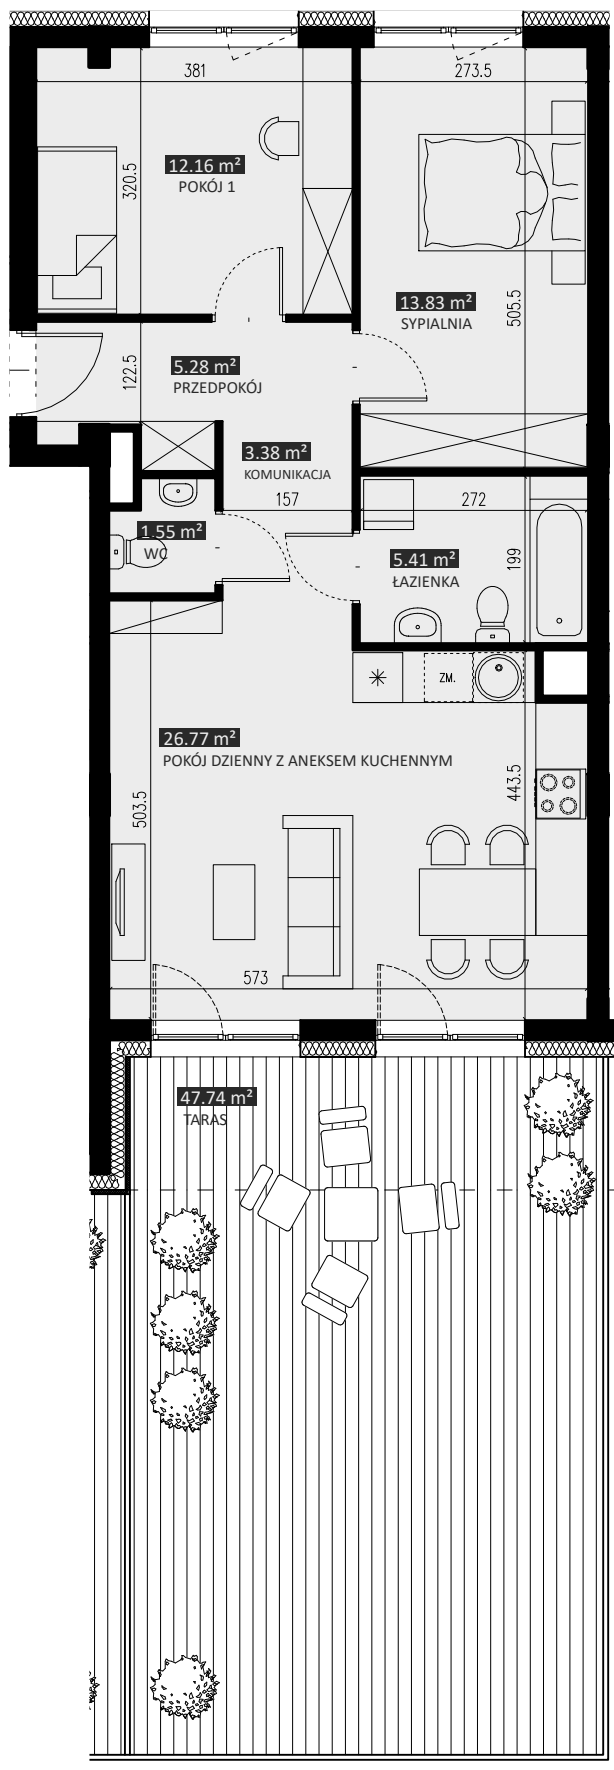 381
273.5
12.16 m²
POKÓJ 1
320.5
13.83 m²
SYPIALNIA
505.5
5.28 m²
PRZEDPOKÓJ
122.5
3.38 m²
KOMUNIKACJA
157
272
1.55 m²
WC
5.41 m²
ŁAZIENKA
199
ZM.
26.77 m²
POKÓJ DZIENNY Z ANEKSEM KUCHENNYM
503.5
443.5
573
47.74 m²
TARAS